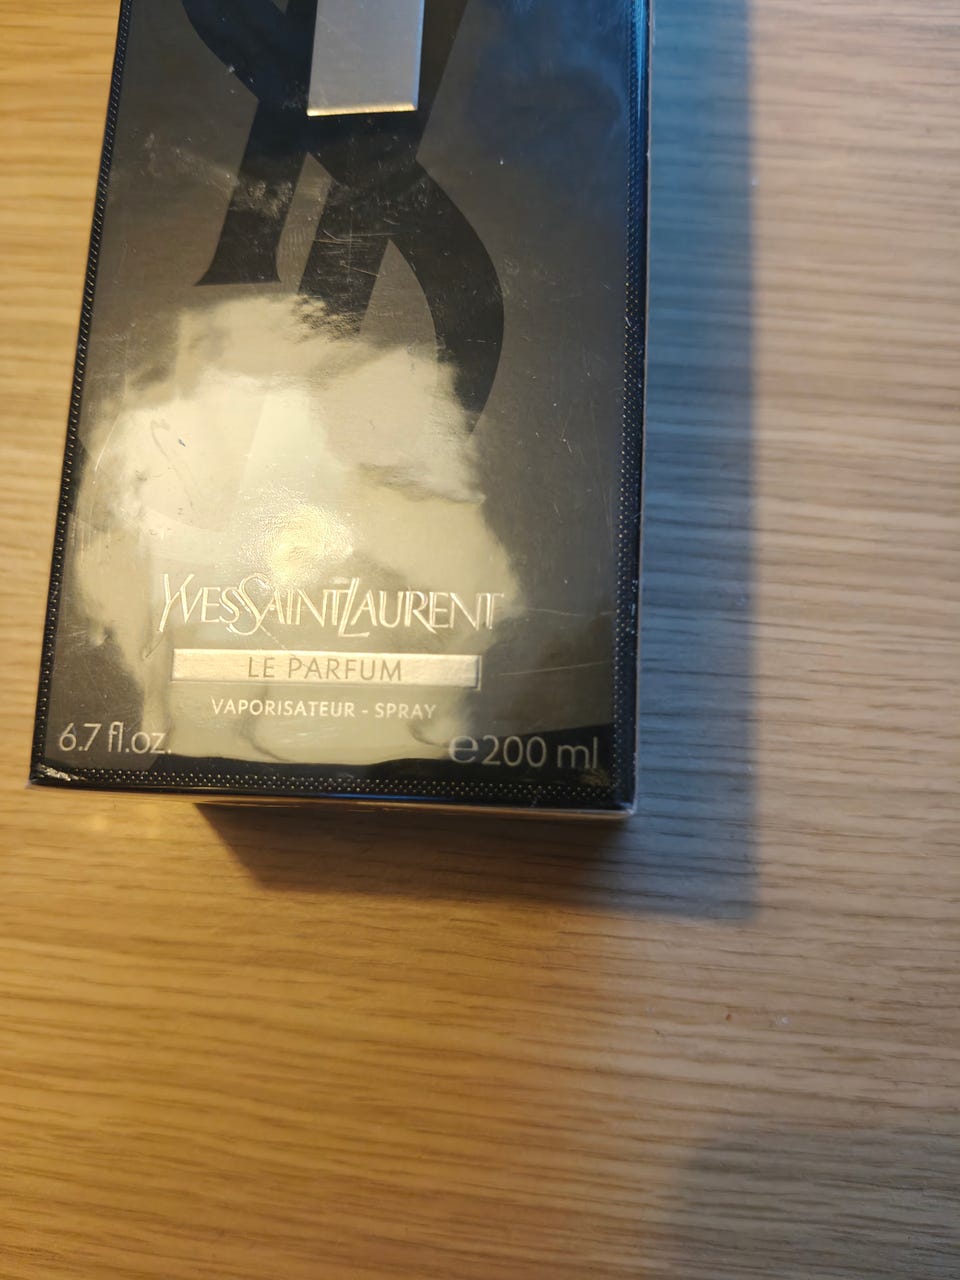 YVESSAINTLAURENT
LE PARFUM
VAPORISATEUR - SPRAY
6.7 fl.oz. ℮200 ml